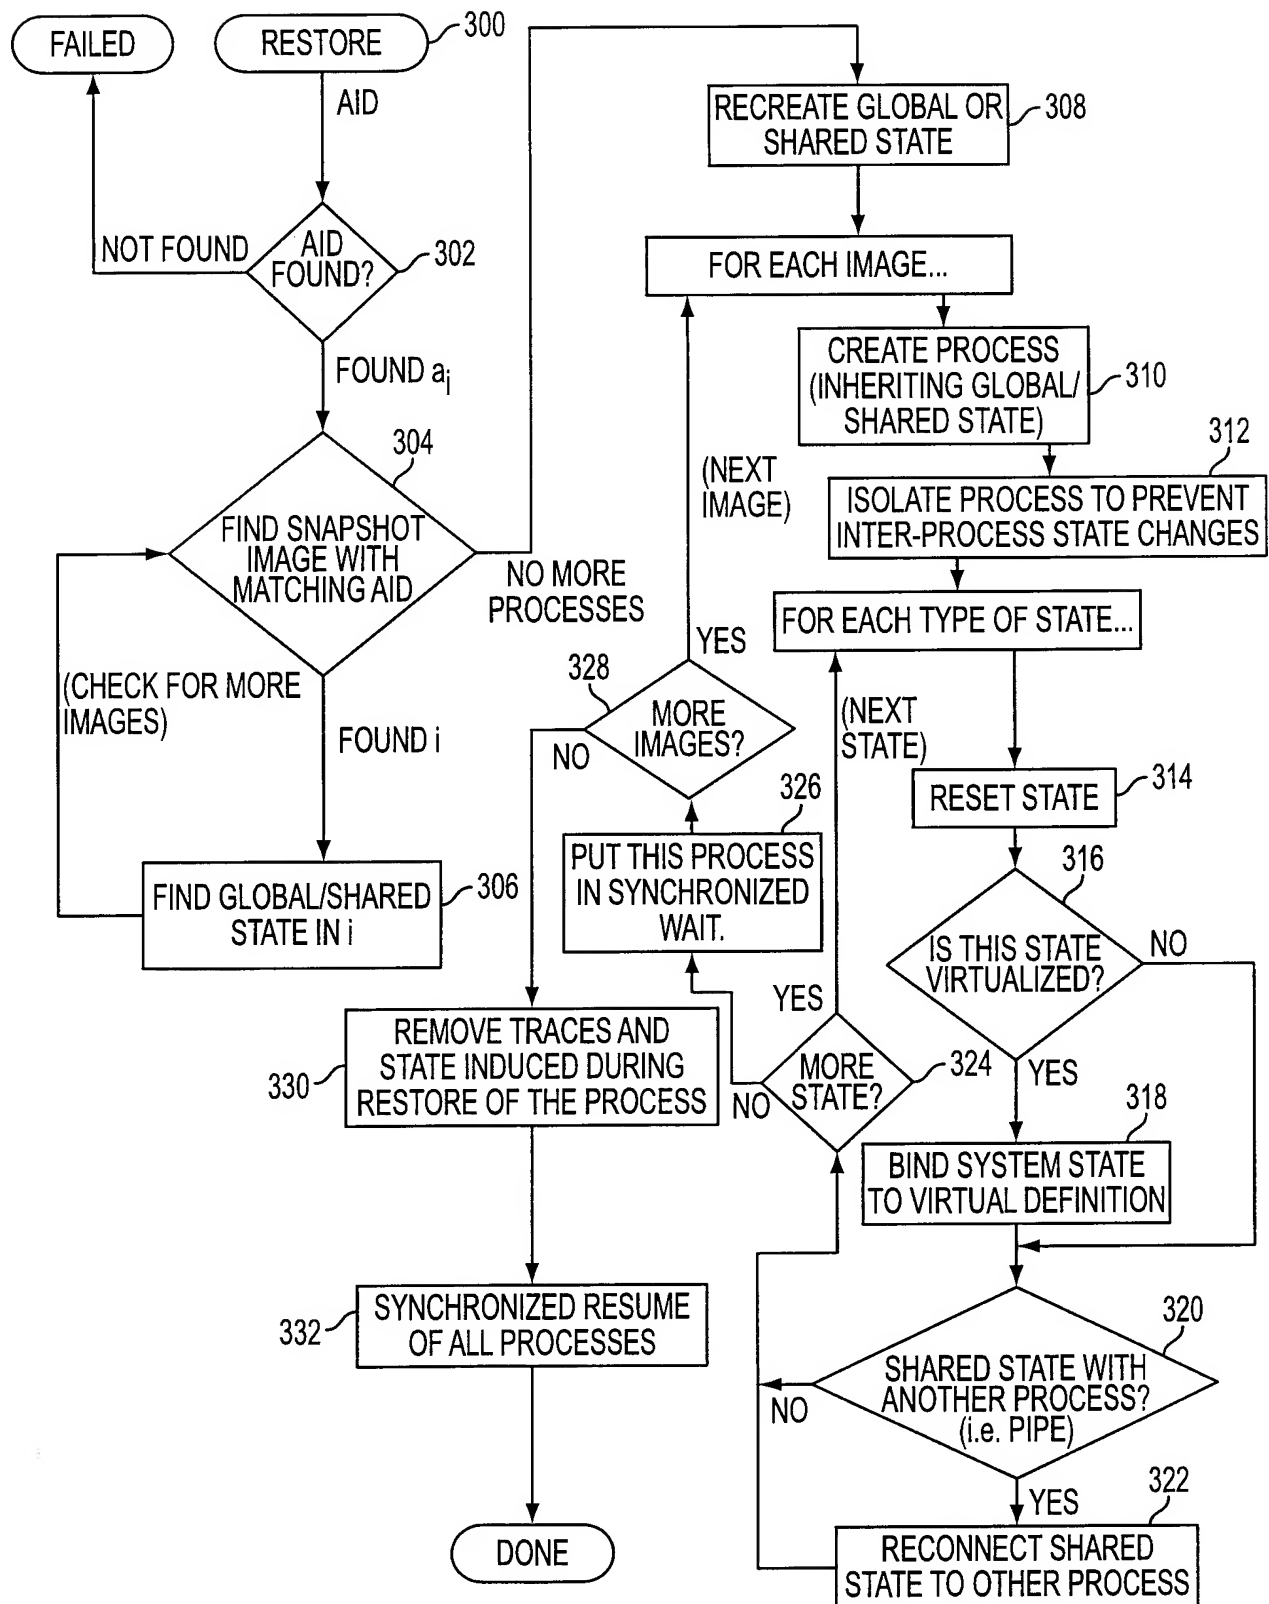 FAILED
RESTORE
300
AID
NOT FOUND
AID
FOUND?
302
FOUND ai
304
FIND SNAPSHOT
IMAGE WITH
MATCHING AID
NO MORE
PROCESSES
(CHECK FOR MORE
IMAGES)
FOUND i
FIND GLOBAL/SHARED
STATE IN i
306
RECREATE GLOBAL OR
SHARED STATE
308
FOR EACH IMAGE...
CREATE PROCESS
(INHERITING GLOBAL/
SHARED STATE)
310
312
ISOLATE PROCESS TO PREVENT
INTER-PROCESS STATE CHANGES
(NEXT
IMAGE)
FOR EACH TYPE OF STATE...
YES
328
MORE
IMAGES?
NO
(NEXT
STATE)
RESET STATE
314
326
PUT THIS PROCESS
IN SYNCHRONIZED
WAIT.
316
IS THIS STATE
VIRTUALIZED?
NO
YES
YES
MORE
STATE?
324
NO
318
BIND SYSTEM STATE
TO VIRTUAL DEFINITION
330
REMOVE TRACES AND
STATE INDUCED DURING
RESTORE OF THE PROCESS
332
SYNCHRONIZED RESUME
OF ALL PROCESSES
320
SHARED STATE WITH
ANOTHER PROCESS?
(i.e. PIPE)
NO
YES
322
RECONNECT SHARED
STATE TO OTHER PROCESS
DONE